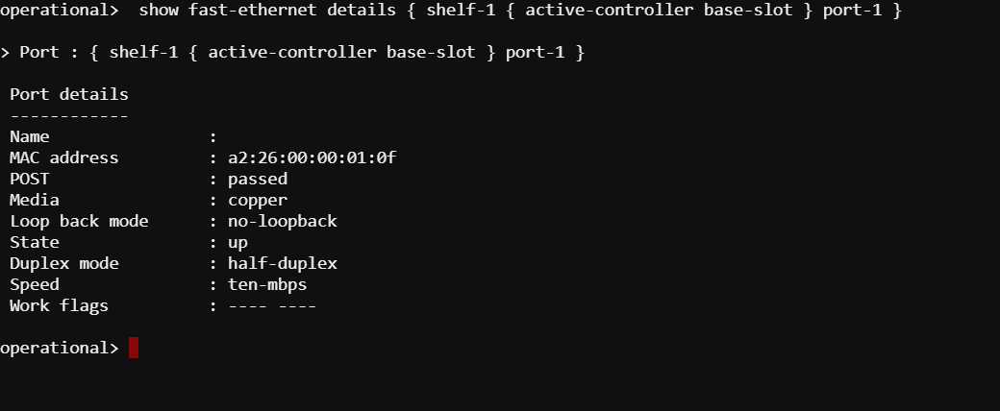 operational>  show fast-ethernet details { shelf-1 { active-controller base-slot } port-1 }
> Port : { shelf-1 { active-controller base-slot } port-1 }
Port details
------------
Name                :
MAC address         : a2:26:00:00:01:0f
POST                : passed
Media               : copper
Loop back mode      : no-loopback
State               : up
Duplex mode         : half-duplex
Speed               : ten-mbps
Work flags          : ---- ----
operational>